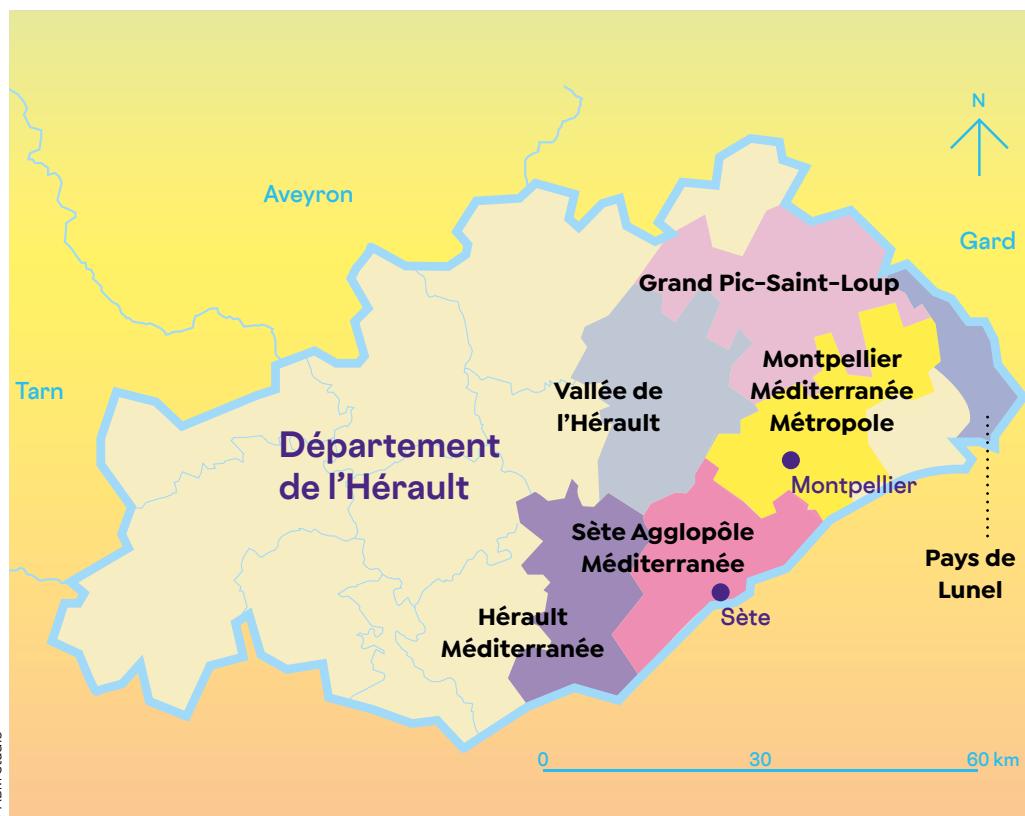 N
Aveyron
Gard
Grand Pic-Saint-Loup
Montpellier
Méditerranée
Métropole
Tarn
Vallée de
l'Hérault
Département
de l'Hérault
Montpellier
Sète Agglopôle
Méditerranée
Pays de
Lunel
Sète
Hérault
Méditerranée
0 30 60 km